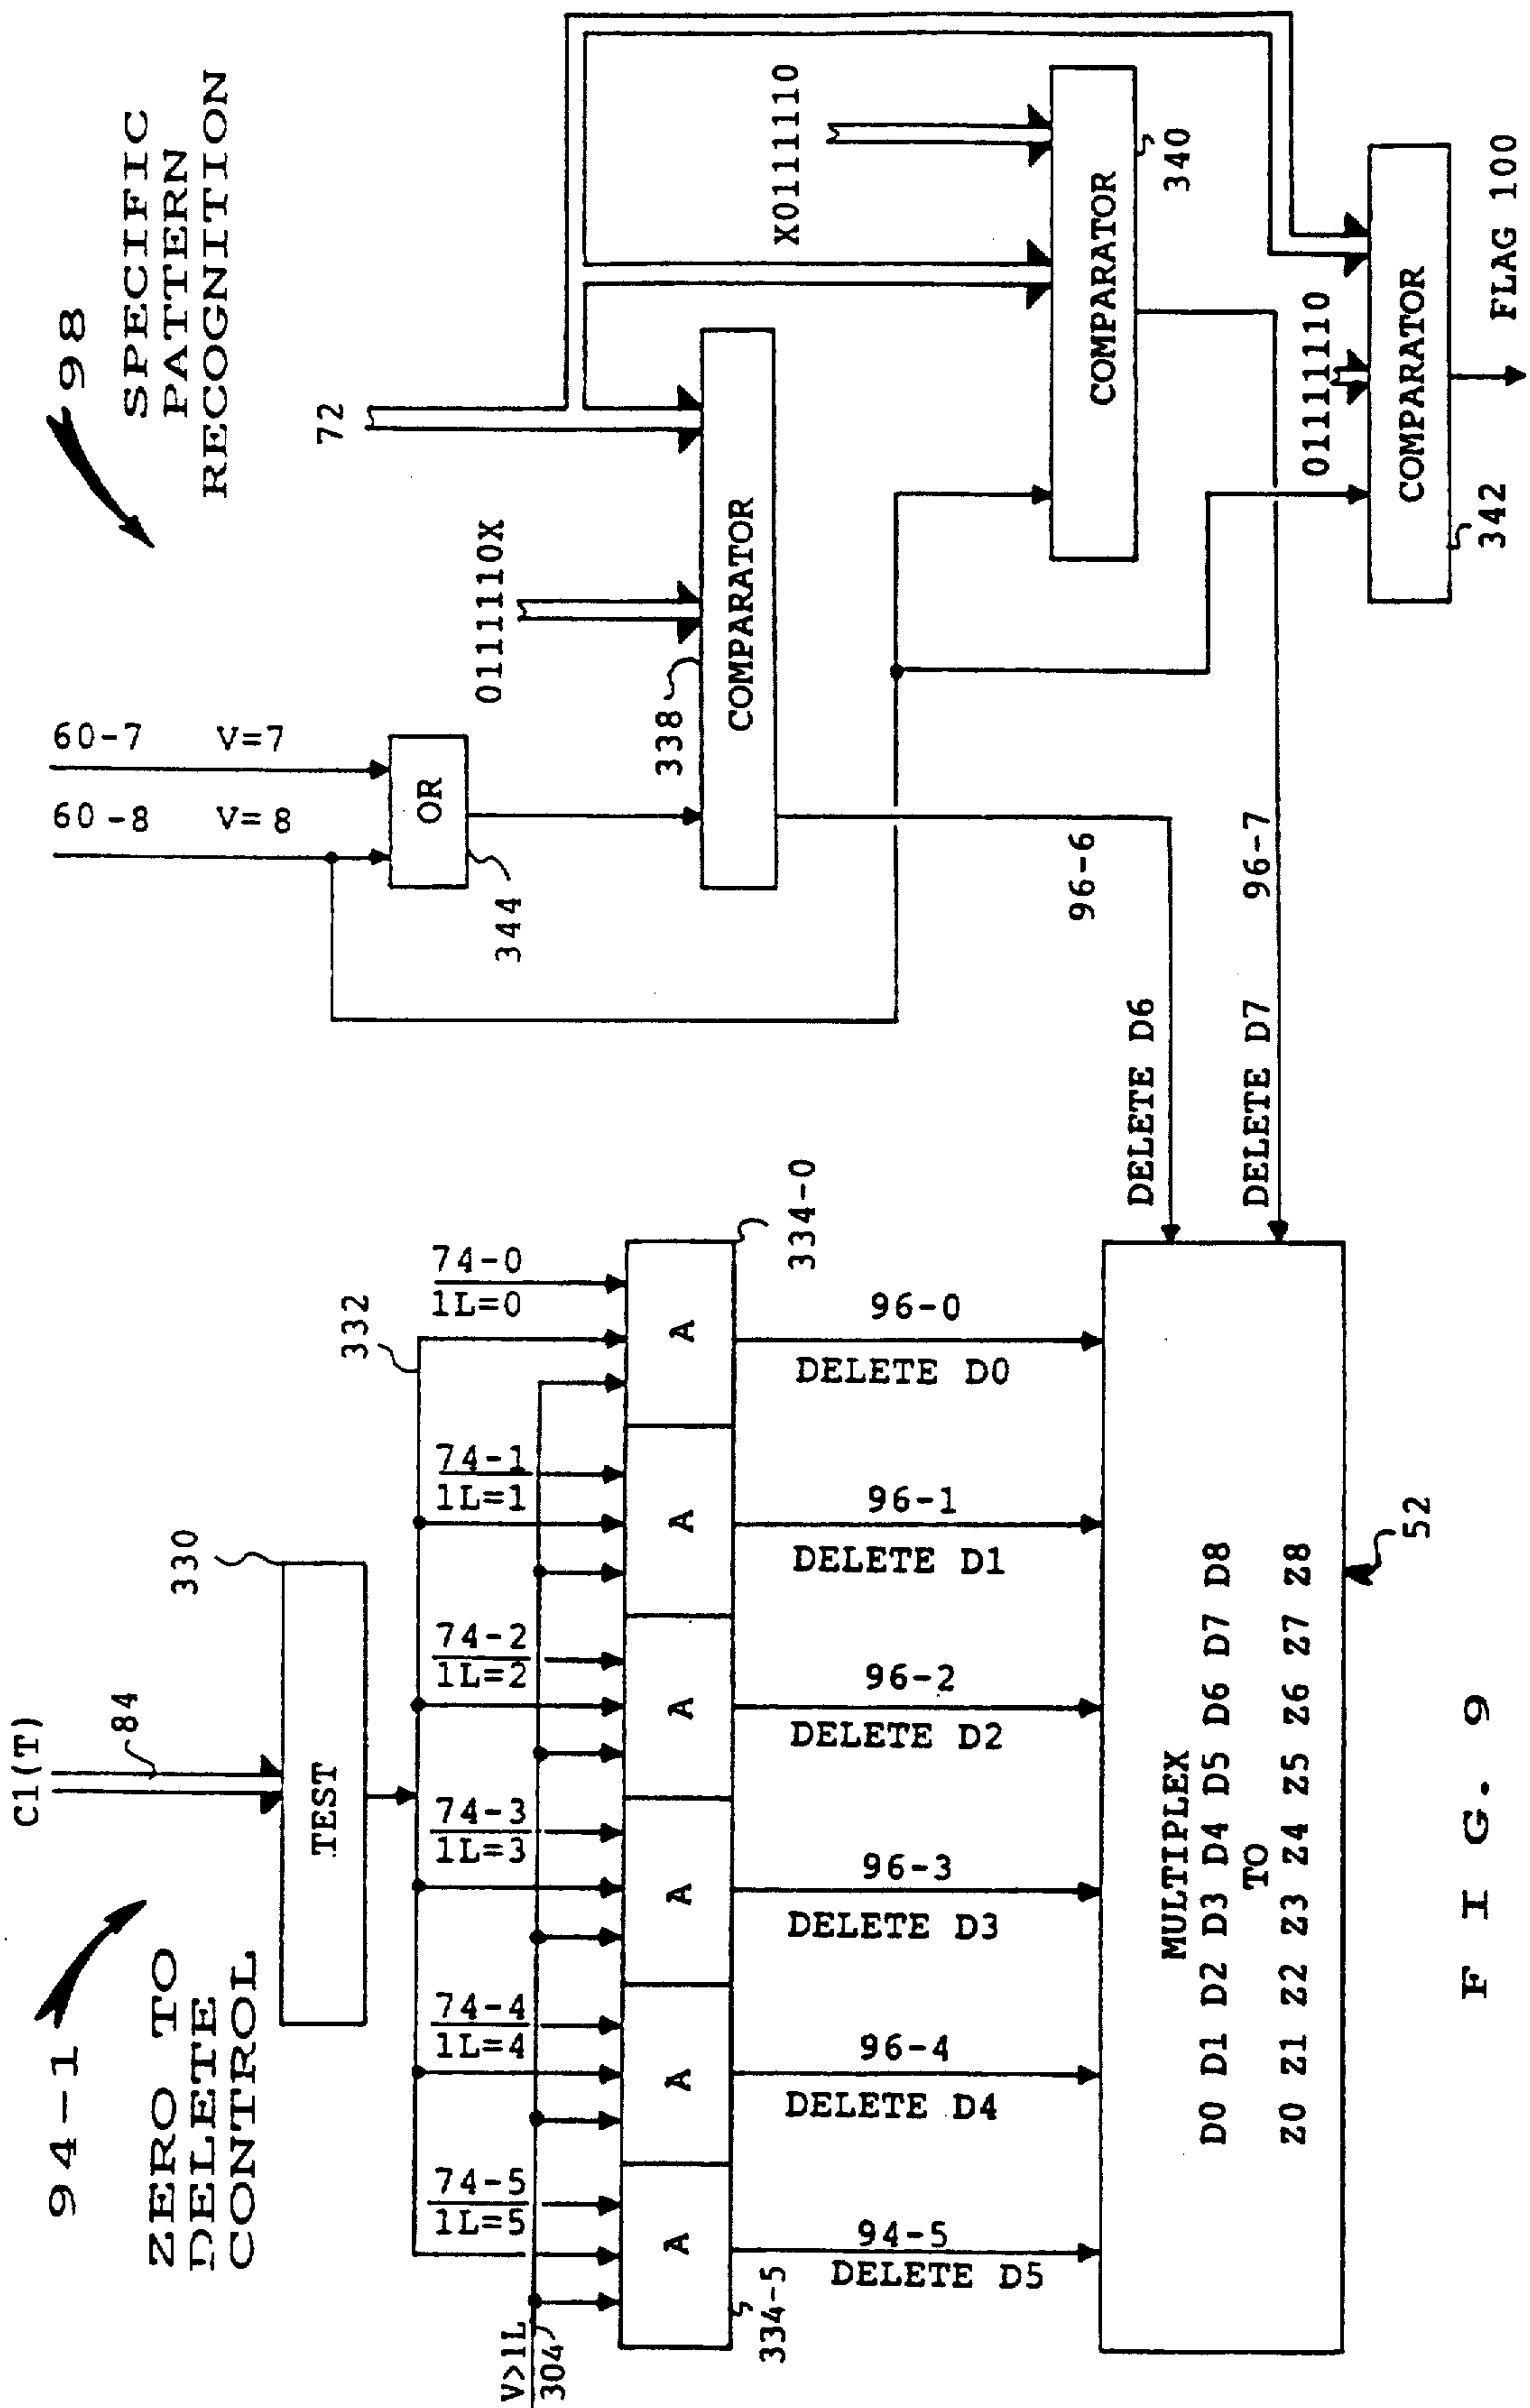 94-1
ZERO TO
DELETE
CONTROL
C1(T)
84
330
TEST
332
74-5
1L=5
74-4
1L=4
74-3
1L=3
74-2
1L=2
74-1
1L=1
74-0
1L=0
V>1L
304
A
A
A
A
A
A
334-5
334-0
94-5
DELETE D5
96-4
DELETE D4
96-3
DELETE D3
96-2
DELETE D2
96-1
DELETE D1
96-0
DELETE D0
MULTIPLEX
D0 D1 D2 D3 D4 D5 D6 D7 D8
TO
Z0 Z1 Z2 Z3 Z4 Z5 Z6 Z7 Z8
52
98
SPECIFIC
PATTERN
RECOGNITION
60-8 V=8
60-7 V=7
OR
344
72
0111110X
338
COMPARATOR
X0111110
COMPARATOR
340
DELETE D6
96-6
DELETE D7
96-7
01111110
COMPARATOR
342
FLAG 100
FIG. 9